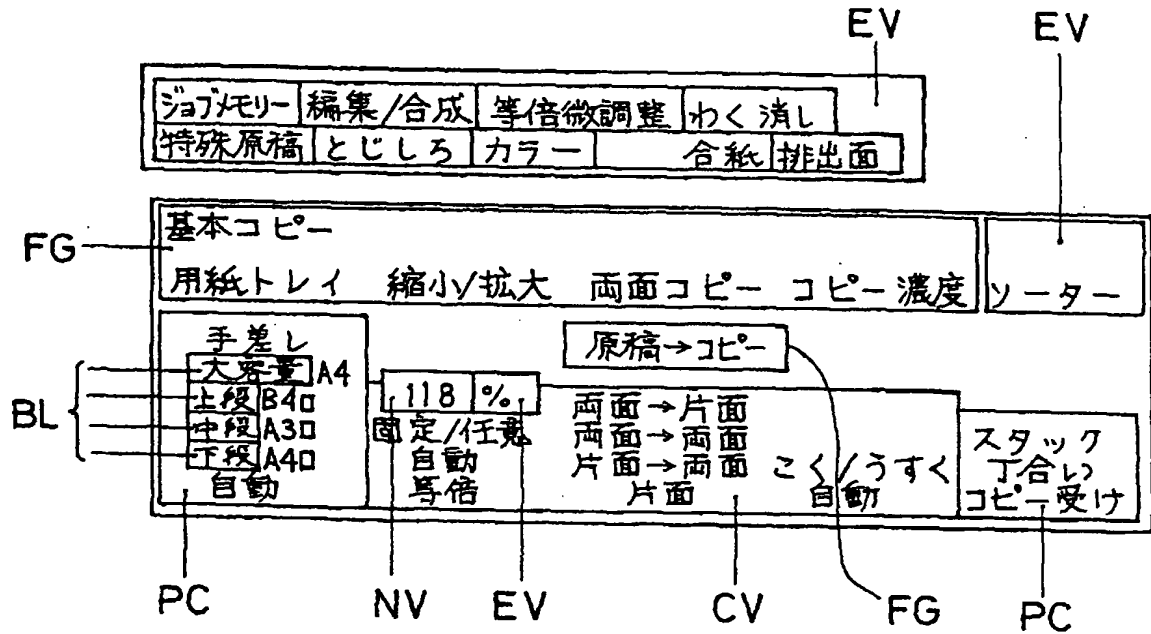 EV EV
ジョブメモリー 編集/合成 等倍微調整 わく消し
特殊原稿 とじしろ カラー 合紙 排出面
基本コピー
FG
用紙トレイ 縮小/拡大 両面コピー コピー濃度 ソーター
手差し
原稿→コピー
大容量 A4
118 %
BL
上段 B4□
両面→片面
中段 A3□
固定/任意
両面→両面
スタック
下段 A4□
自動
片面→両面
こく/うすく
丁合い
自動
等倍
片面
自動
コピー受け
PC NV EV CV FG PC